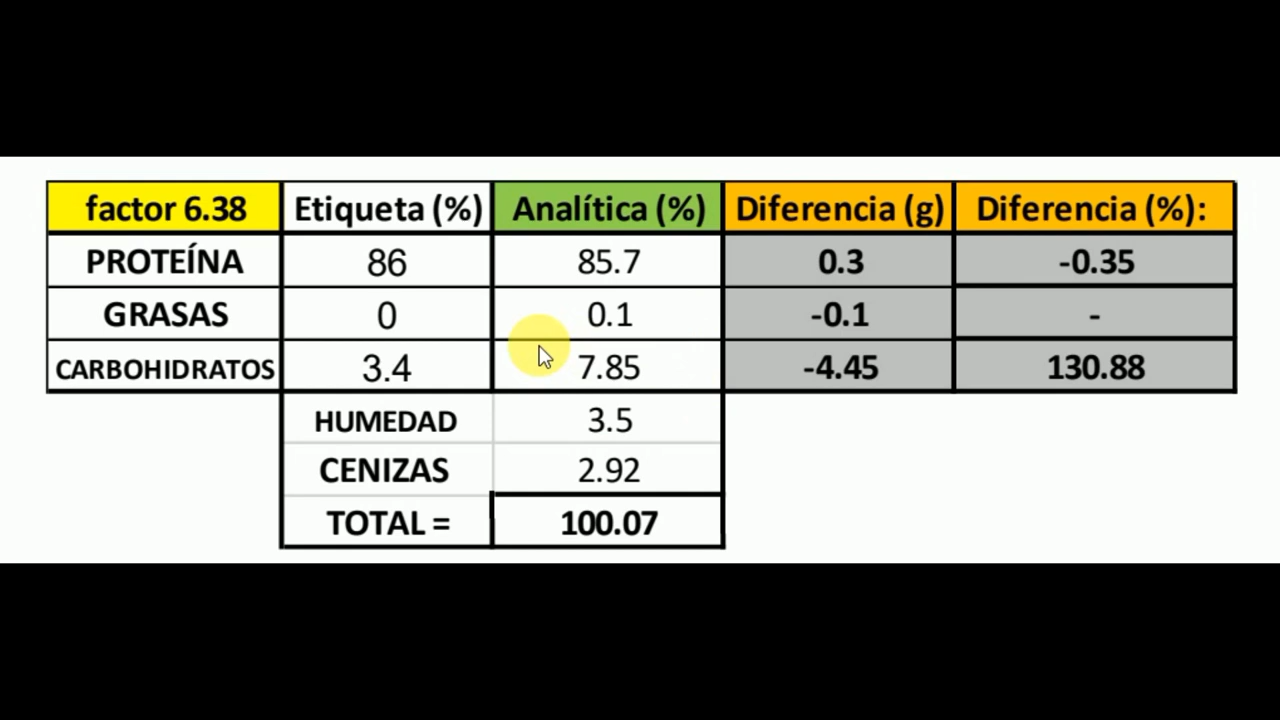 factor 6.38 Etiqueta (%) Analítica (%) Diferencia (g) Diferencia (%):
PROTEÍNA 86 85.7 0.3 -0.35
GRASAS 0 0.1 -0.1 -
CARBOHIDRATOS 3.4 7.85 -4.45 130.88
HUMEDAD 3.5
CENIZAS 2.92
TOTAL = 100.07